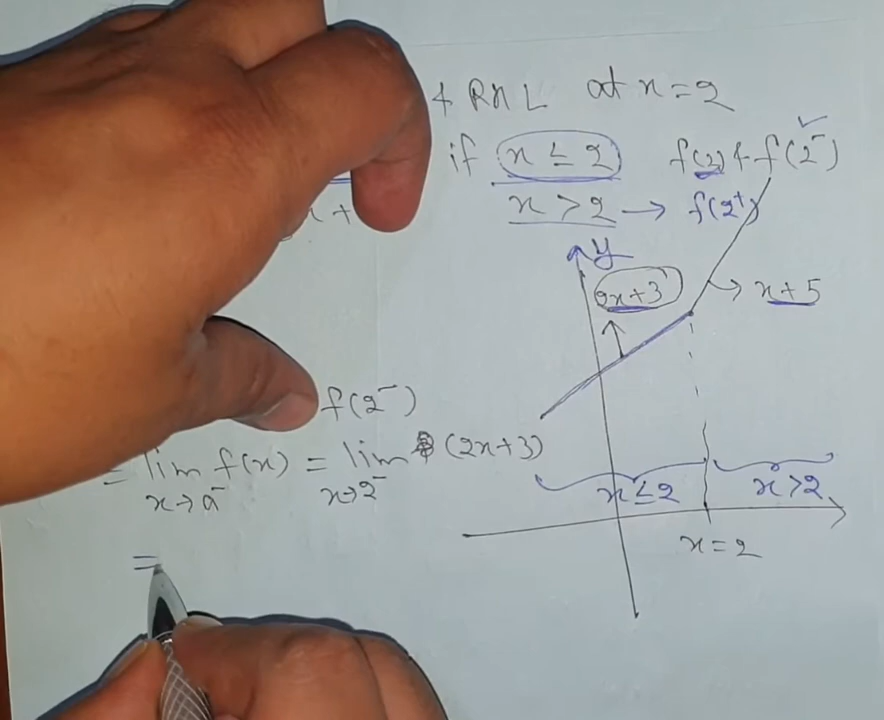 & RHL at x=2
if x ≤ 2 f(2) & f(2⁻)
x+
x>2 → f(2⁺)
y
2x+3
x+5
f(2⁻)
= lim f(x) = lim (2x+3)
x→a⁻ x→2⁻
x≤2 x>2
x=2
=